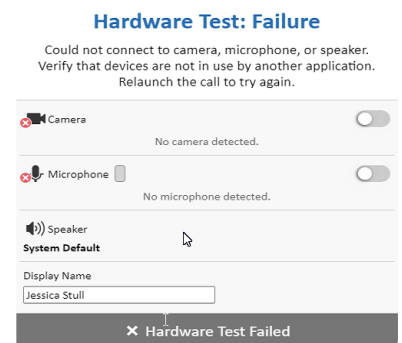 Hardware Test: Failure
Could not connect to camera, microphone, or speaker.
Verify that devices are not in use by another application.
Relaunch the call to try again.
Camera
No camera detected.
Microphone
No microphone detected.
Speaker
System Default
Display Name
Jessica Stull
Hardware Test Failed